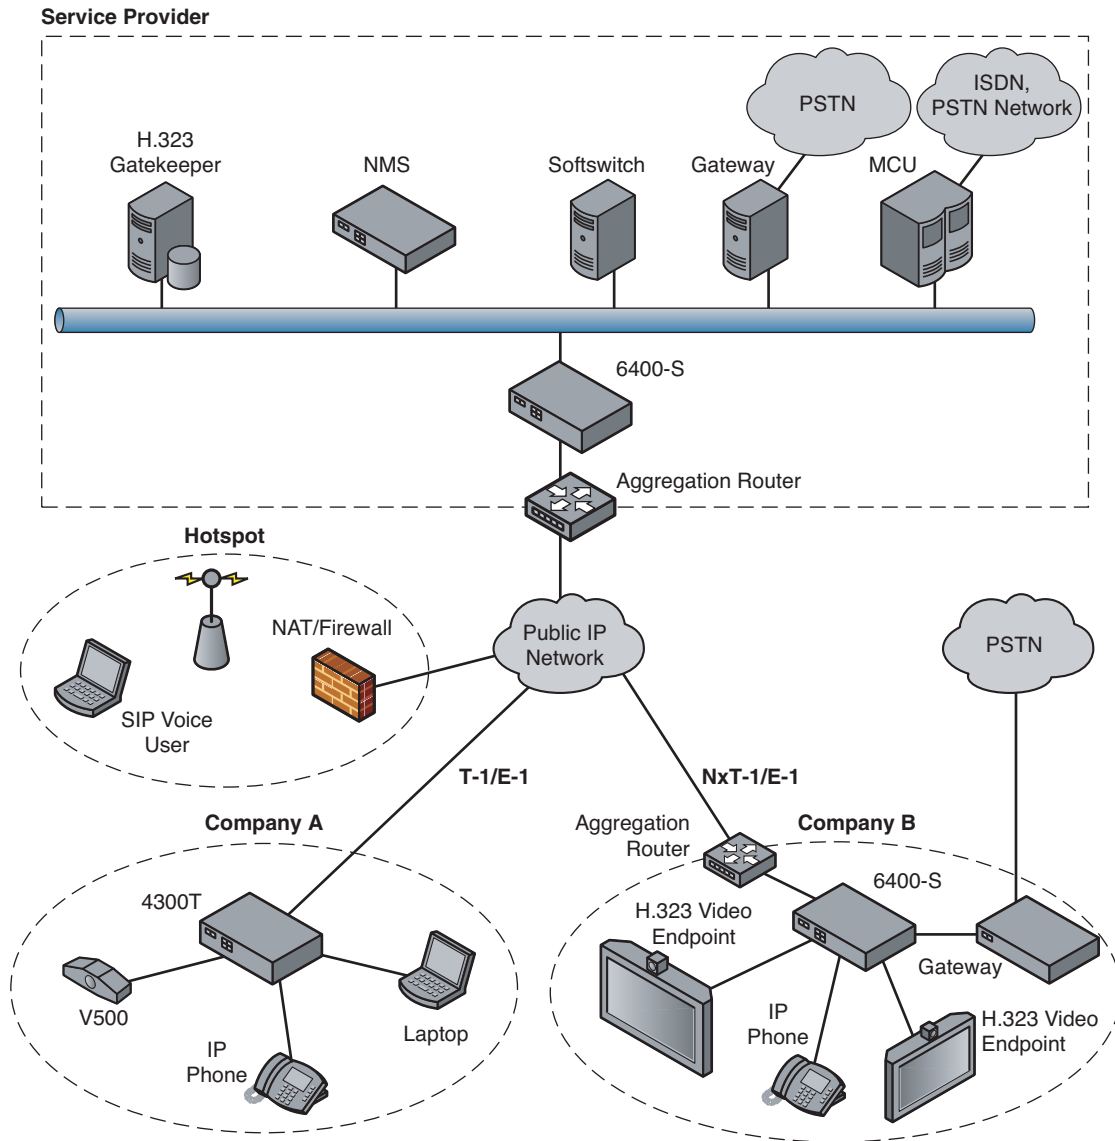 Service Provider
PSTN
ISDN,
PSTN Network
H.323
Gatekeeper
NMS
Softswitch
Gateway
MCU
6400-S
Aggregation Router
Hotspot
NAT/Firewall
SIP Voice
User
Public IP
Network
PSTN
T-1/E-1
NxT-1/E-1
Company A
4300T
V500
IP
Phone
Laptop
Aggregation
Router
Company B
6400-S
H.323 Video
Endpoint
Gateway
IP
Phone
H.323 Video
Endpoint